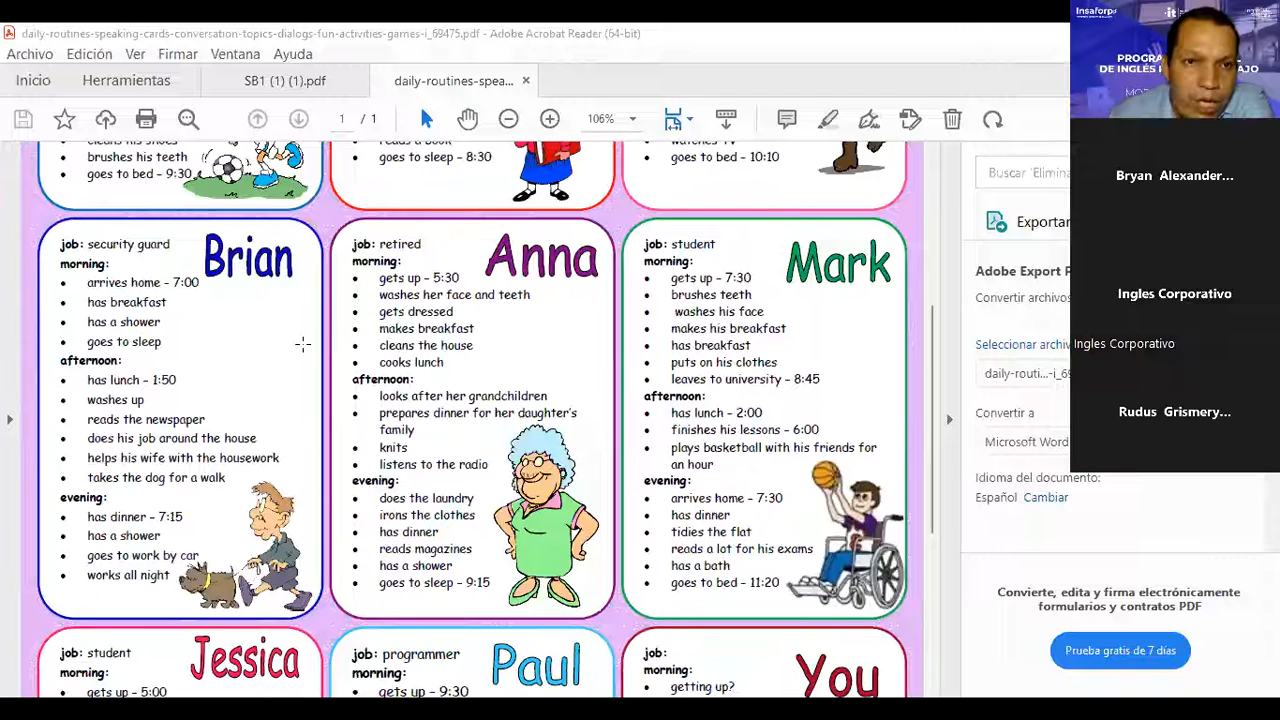 daily-routines-speaking-cards-conversation-topics-dialogs-fun-activities-games-i_69475.pdf - Adobe Acrobat Reader (64-bit)
Archivo Edición Ver Firmar Ventana Ayuda
Inicio Herramientas SB1 (1) (1).pdf daily-routines-spea... ×
1 / 1 106%
brushes his teeth
goes to bed - 9:30
goes to sleep - 8:30
goes to bed - 10:10
Brian
job: security guard
morning:
• arrives home - 7:00
• has breakfast
• has a shower
• goes to sleep
afternoon:
• has lunch - 1:50
• washes up
• reads the newspaper
• does his job around the house
• helps his wife with the housework
• takes the dog for a walk
evening:
• has dinner - 7:15
• has a shower
• goes to work by car
• works all night
Anna
job: retired
morning:
• gets up - 5:30
• washes her face and teeth
• gets dressed
• makes breakfast
• cleans the house
• cooks lunch
afternoon:
• looks after her grandchildren
• prepares dinner for her daughter's
family
• knits
• listens to the radio
evening:
• does the laundry
• irons the clothes
• has dinner
• reads magazines
• has a shower
• goes to sleep - 9:15
Mark
job: student
morning:
• gets up - 7:30
• brushes teeth
• washes his face
• makes his breakfast
• has breakfast
• puts on his clothes
• leaves to university - 8:45
afternoon:
• has lunch - 2:00
• finishes his lessons - 6:00
• plays basketball with his friends for
an hour
evening:
• arrives home - 7:30
• has dinner
• tidies the flat
• reads a lot for his exams
• has a bath
• goes to bed - 11:20
Jessica
job: student
morning:
• gets up - 5:00
Paul
job: programmer
morning:
• gets up - 9:30
You
job:
morning:
• getting up?
Buscar 'Elimina
Exportar
Adobe Export P
Convertir archivos
Seleccionar archiv
daily-routi...-i_69
Convertir a
Microsoft Word
Idioma del documento:
Español Cambiar
Convierte, edita y firma electrónicamente
formularios y contratos PDF
Prueba gratis de 7 días
Insaforp
it
PROGRA
DE INGLÉS AJO
Bryan Alexander...
Ingles Corporativo
Ingles Corporativo
Rudus Grismery...